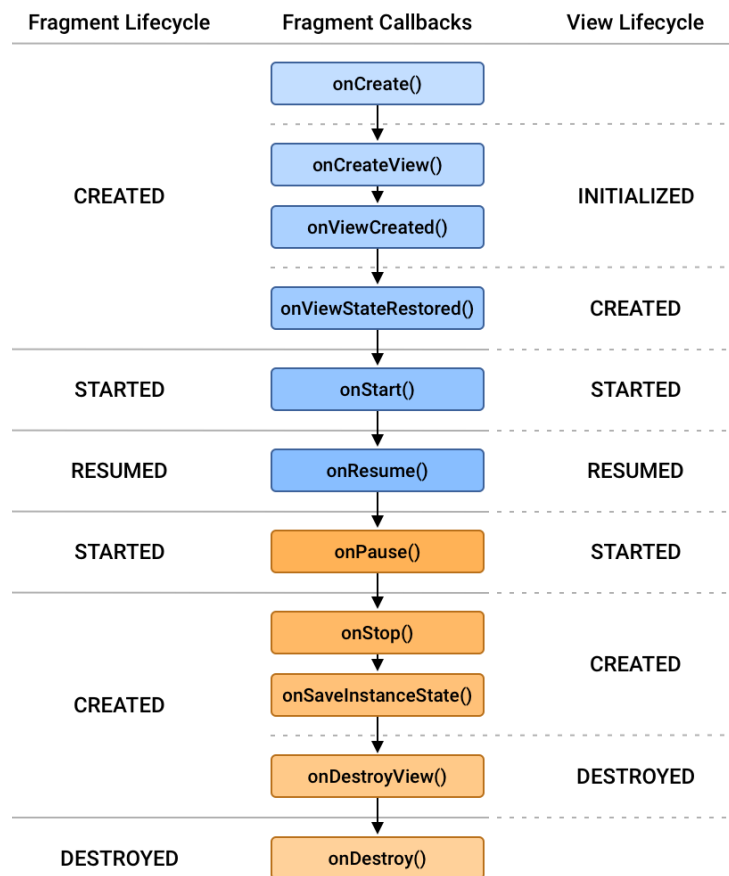 Fragment Lifecycle Fragment Callbacks View Lifecycle
onCreate()
onCreateView()
CREATED INITIALIZED
onViewCreated()
onViewStateRestored() CREATED
STARTED onStart() STARTED
RESUMED onResume() RESUMED
STARTED onPause() STARTED
onStop()
CREATED
onSaveInstanceState()
CREATED
onDestroyView() DESTROYED
DESTROYED onDestroy()